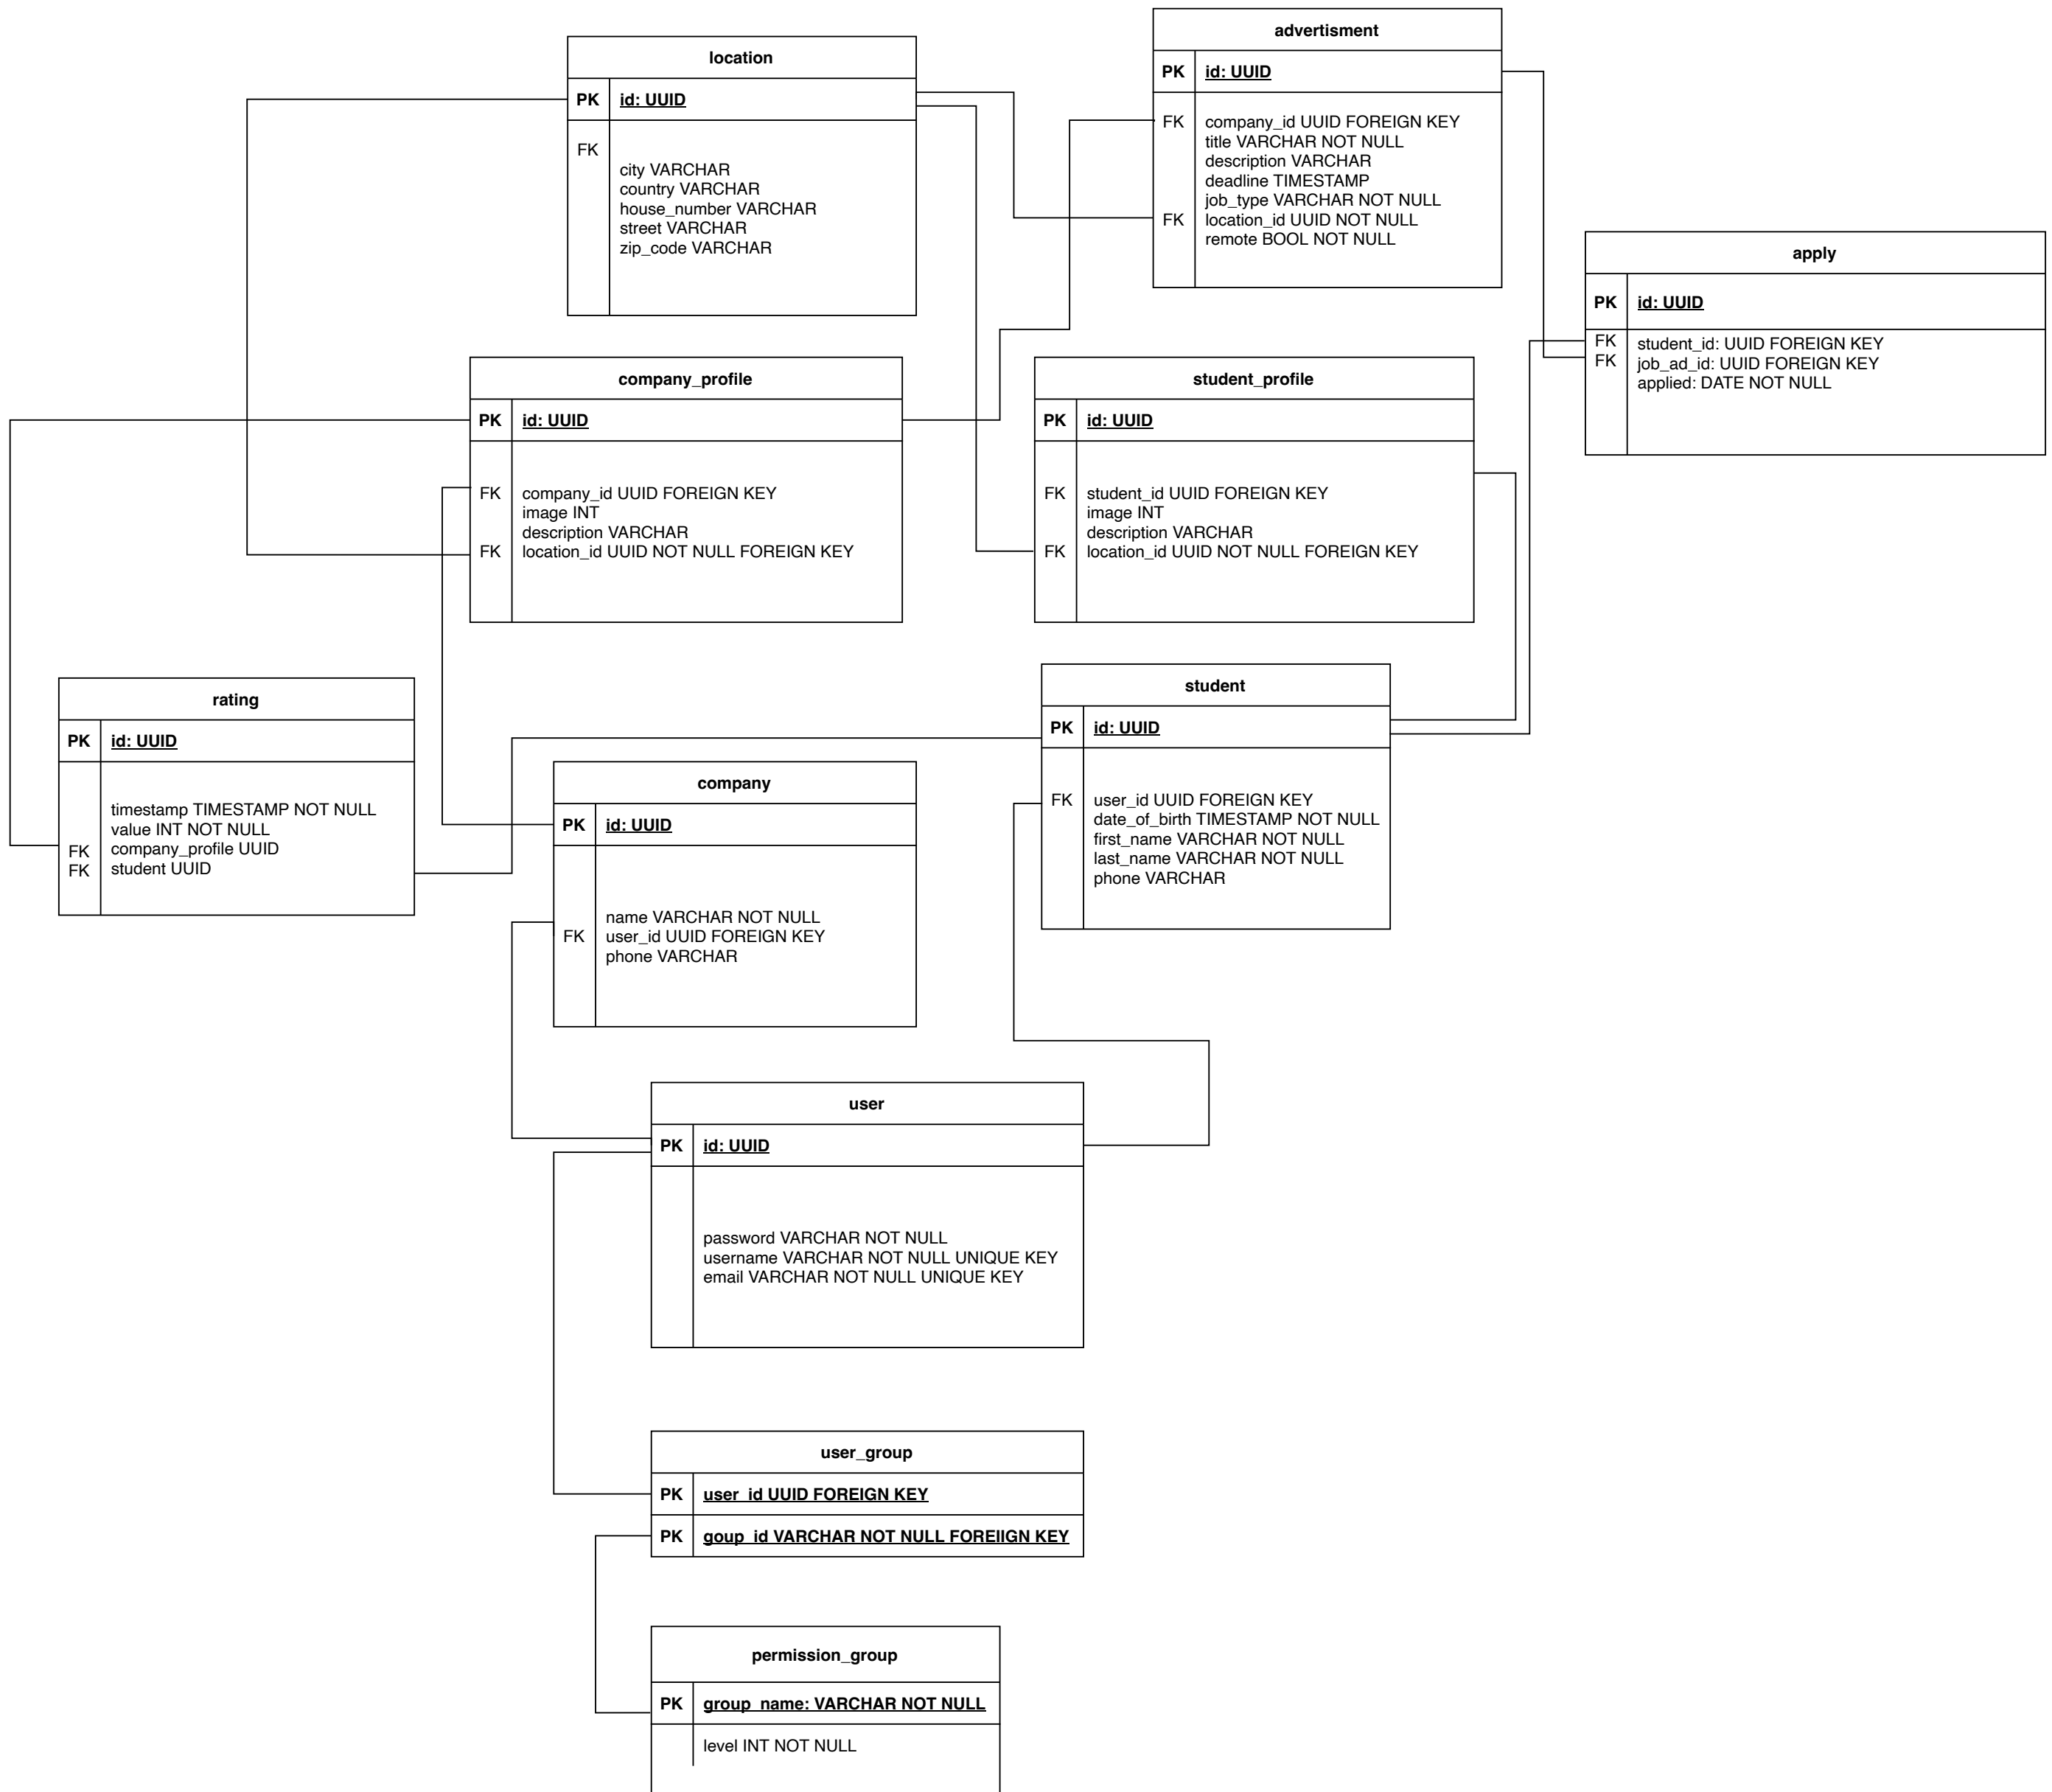 location
PK id: UUID
FK
city VARCHAR
country VARCHAR
house_number VARCHAR
street VARCHAR
zip_code VARCHAR
advertisment
PK id: UUID
FK company_id UUID FOREIGN KEY
title VARCHAR NOT NULL
description VARCHAR
deadline TIMESTAMP
job_type VARCHAR NOT NULL
FK location_id UUID NOT NULL
remote BOOL NOT NULL
apply
PK id: UUID
FK student_id: UUID FOREIGN KEY
FK job_ad_id: UUID FOREIGN KEY
applied: DATE NOT NULL
company_profile
PK id: UUID
FK company_id UUID FOREIGN KEY
image INT
description VARCHAR
FK location_id UUID NOT NULL FOREIGN KEY
student_profile
PK id: UUID
FK student_id UUID FOREIGN KEY
image INT
description VARCHAR
FK location_id UUID NOT NULL FOREIGN KEY
rating
PK id: UUID
timestamp TIMESTAMP NOT NULL
value INT NOT NULL
FK company_profile UUID
FK student UUID
company
PK id: UUID
name VARCHAR NOT NULL
FK user_id UUID FOREIGN KEY
phone VARCHAR
student
PK id: UUID
FK user_id UUID FOREIGN KEY
date_of_birth TIMESTAMP NOT NULL
first_name VARCHAR NOT NULL
last_name VARCHAR NOT NULL
phone VARCHAR
user
PK id: UUID
password VARCHAR NOT NULL
username VARCHAR NOT NULL UNIQUE KEY
email VARCHAR NOT NULL UNIQUE KEY
user_group
PK user_id UUID FOREIGN KEY
PK goup_id VARCHAR NOT NULL FOREIIGN KEY
permission_group
PK group_name: VARCHAR NOT NULL
level INT NOT NULL